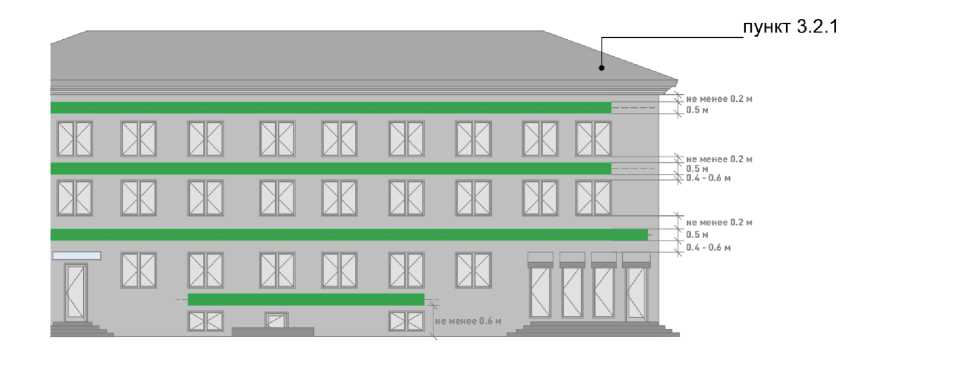 пункт 3.2.1
не менее 0.2 м
0.5 м
не менее 0.2 м
0.5 м
0.4 - 0.6 м
не менее 0.2 м
0.5 м
0.4 - 0.6 м
не менее 0.6 м